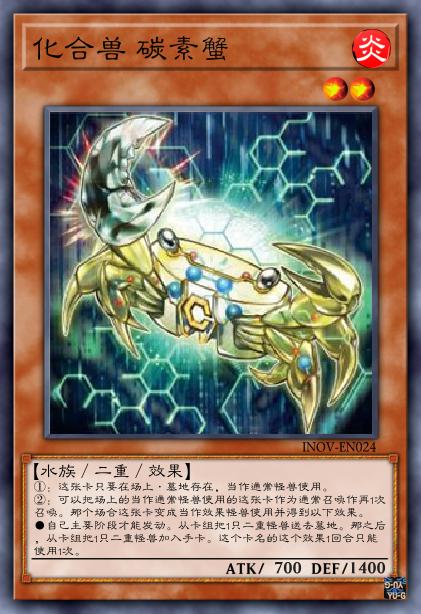 化合兽 碳素蟹
炎
INOV-EN024
【水族/二重/效果】
①：这张卡只要在场上·墓地存在，当作通常怪兽使用。
②：可以把场上的当作通常怪兽使用的这张卡作为通常召唤作再1次
召唤。那个场合这张卡变成当作效果怪兽使用并得到以下效果。
●自己主要阶段才能发动。从卡组把1只二重怪兽送去墓地。那之后
，从卡组把1只二重怪兽加入手卡。这个卡名的这个效果1回合只能
使用1次。
ATK/ 700 DEF/1400